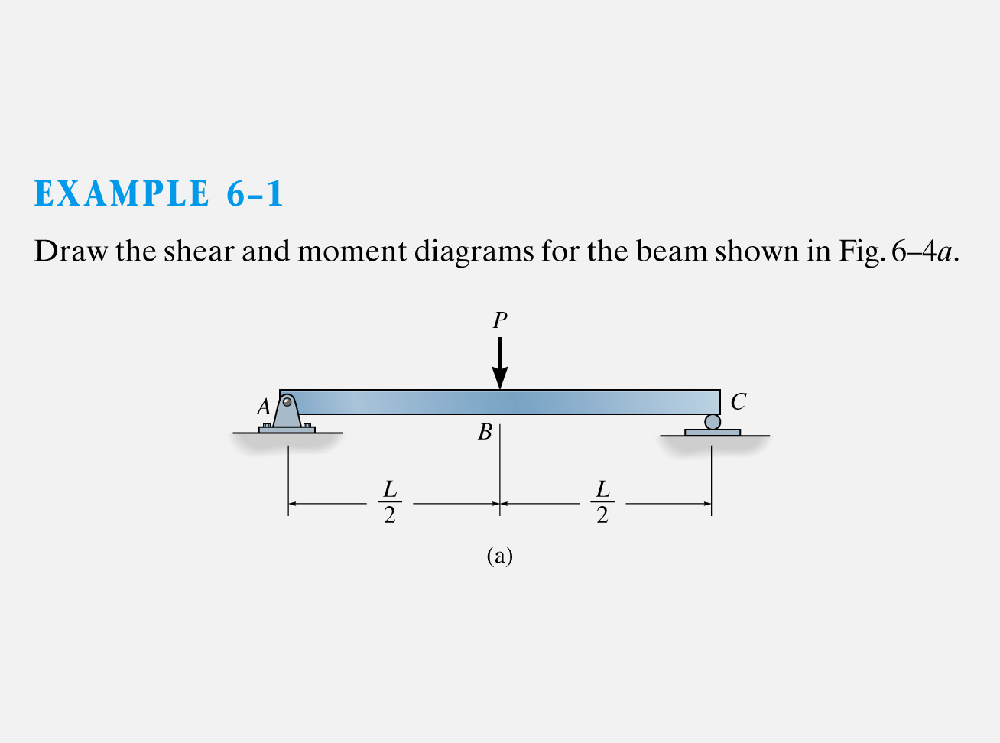 EXAMPLE 6–1
Draw the shear and moment diagrams for the beam shown in Fig. 6–4a.
P
A
C
B
L
2
L
2
(a)